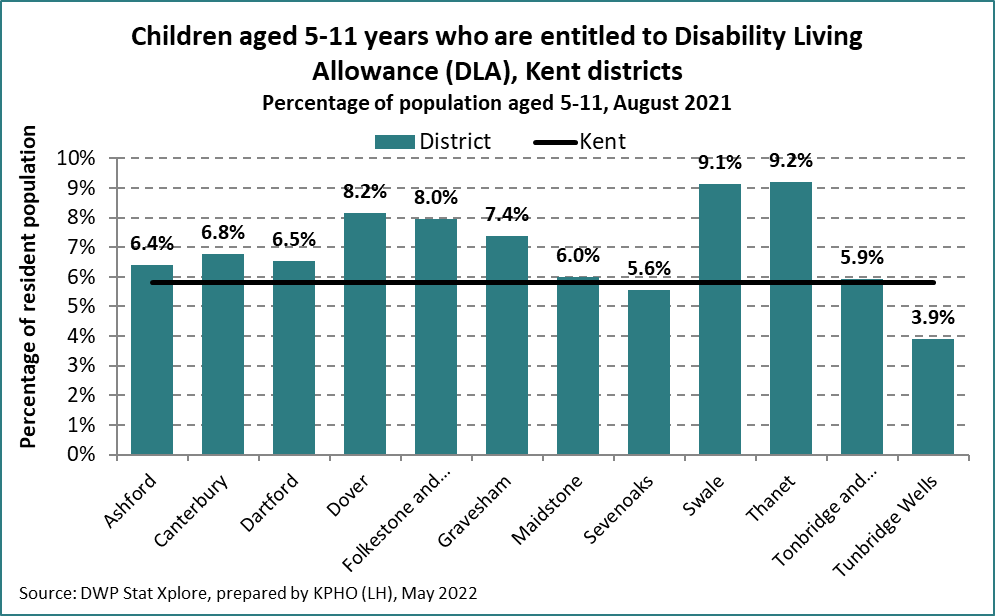 Children aged 5-11 years who are entitled to Disability Living
Allowance (DLA), Kent districts
Percentage of population aged 5-11, August 2021
District
Kent
Percentage of resident population
10%
9%
8%
7%
6%
5%
4%
3%
2%
1%
0%
6.4%
6.8%
6.5%
8.2%
8.0%
7.4%
6.0%
5.6%
9.1%
9.2%
5.9%
3.9%
Ashford
Canterbury
Dartford
Dover
Folkestone and...
Gravesham
Maidstone
Sevenoaks
Swale
Thanet
Tonbridge and...
Tunbridge Wells
Source: DWP Stat Xplore, prepared by KPHO (LH), May 2022